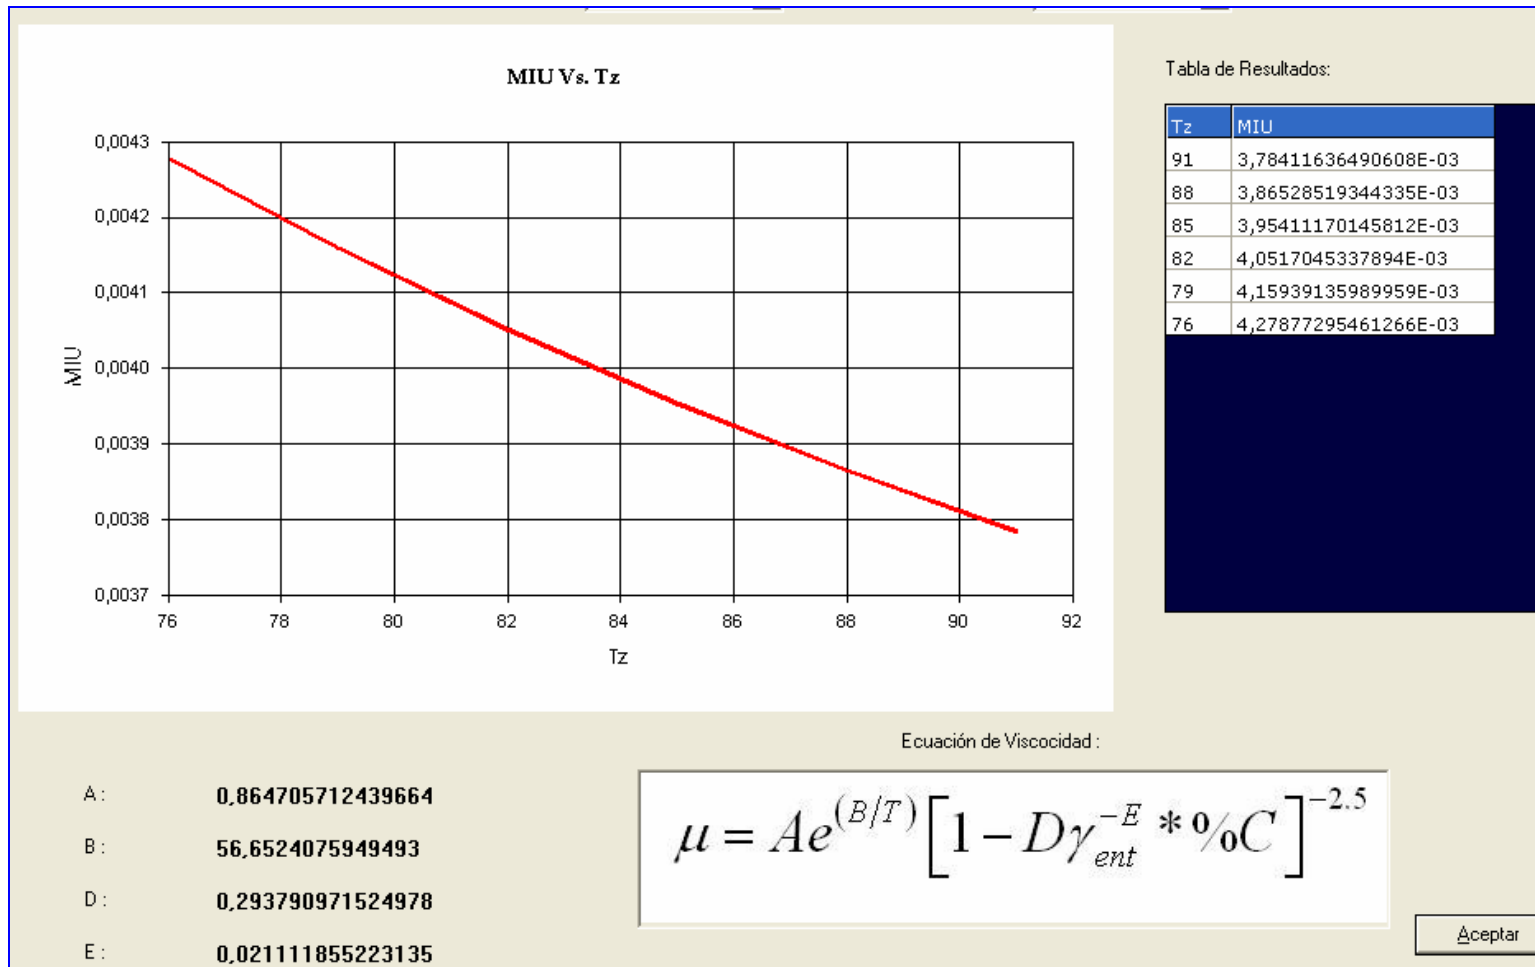 MIU Vs. Tz
0,0043
0,0042
0,0041
0,0040
0,0039
0,0038
0,0037
MIU
76 78 80 82 84 86 88 90 92
Tz
Tabla de Resultados:
Tz MIU
91 3,78411636490608E-03
88 3,86528519344335E-03
85 3,95411170145812E-03
82 4,0517045337894E-03
79 4,15939135989959E-03
76 4,27877295461266E-03
Ecuación de Viscocidad :
A : 0,864705712439664
B : 56,6524075949493
D : 0,293790971524978
E : 0,021111855223135
μ = Ae^(B/T) [1 − Dγ_ent^−E * %C]^−2.5
Aceptar